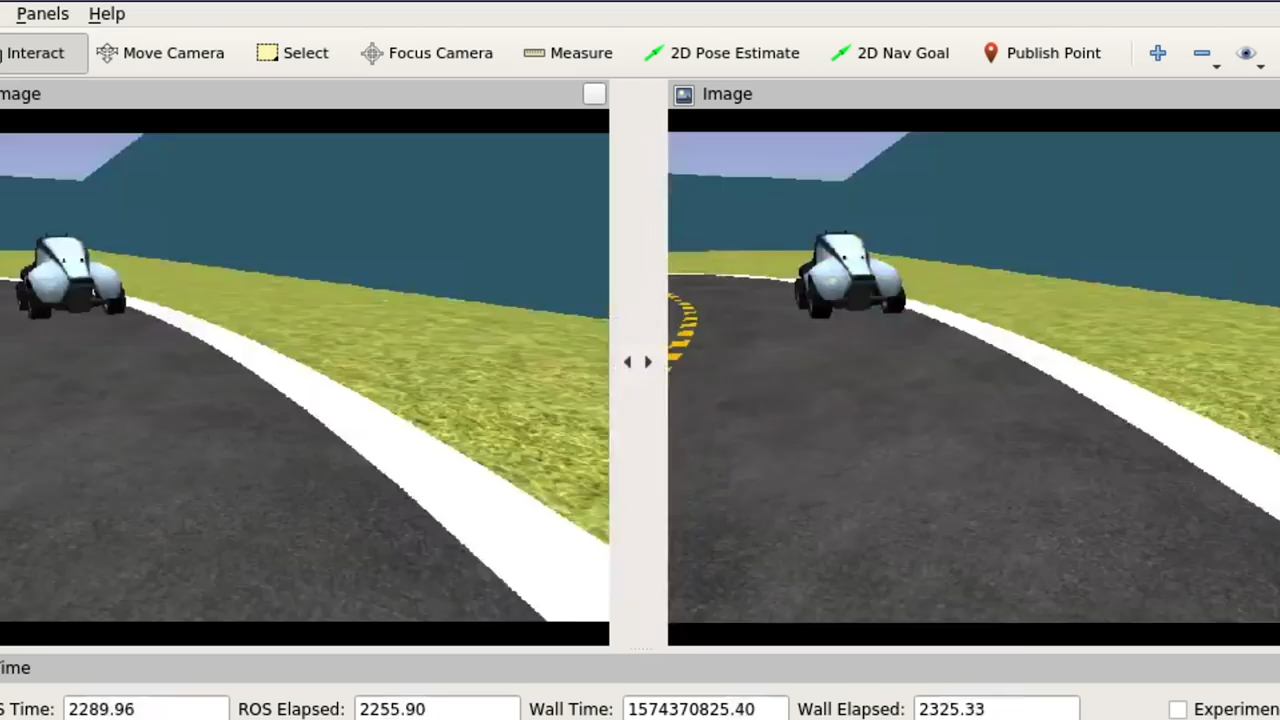 Panels Help
Interact Move Camera Select Focus Camera Measure 2D Pose Estimate 2D Nav Goal Publish Point
mage Image
ime
S Time: 2289.96 ROS Elapsed: 2255.90 Wall Time: 1574370825.40 Wall Elapsed: 2325.33 Experimen